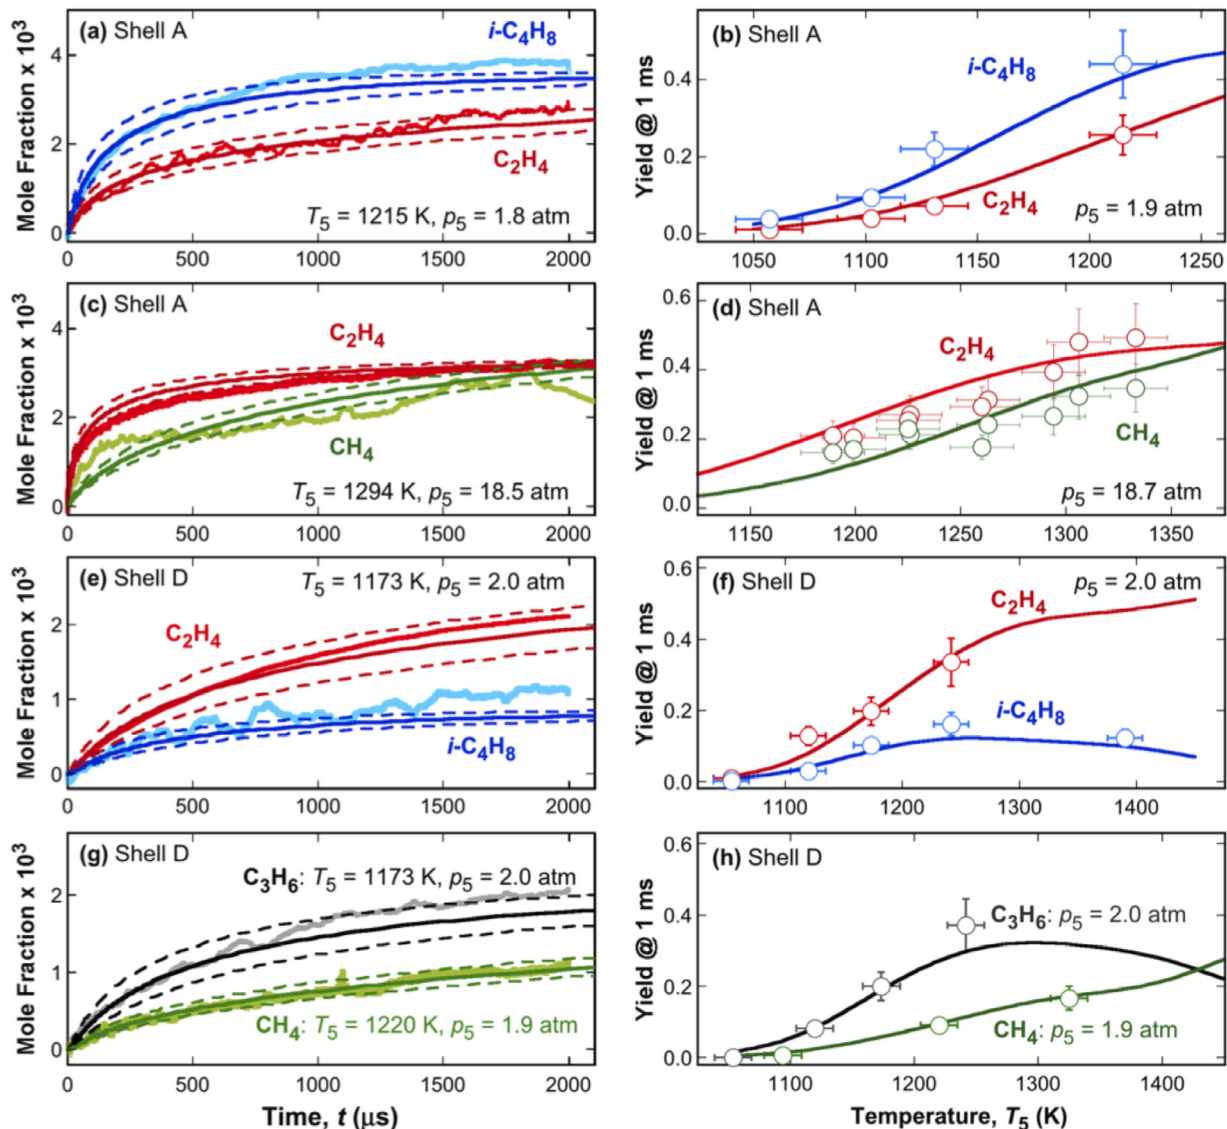 (a) Shell A
i-C₄H₈
C₂H₄
T₅ = 1215 K, p₅ = 1.8 atm
Mole Fraction x 10³
4
2
0
0 500 1000 1500 2000
(b) Shell A
i-C₄H₈
C₂H₄
p₅ = 1.9 atm
Yield @ 1 ms
0.4
0.2
0.0
1050 1100 1150 1200 1250
(c) Shell A
C₂H₄
CH₄
T₅ = 1294 K, p₅ = 18.5 atm
Mole Fraction x 10³
4
2
0
0 500 1000 1500 2000
(d) Shell A
C₂H₄
CH₄
p₅ = 18.7 atm
Yield @ 1 ms
0.6
0.4
0.2
0.0
1150 1200 1250 1300 1350
(e) Shell D
T₅ = 1173 K, p₅ = 2.0 atm
C₂H₄
i-C₄H₈
Mole Fraction x 10³
2
1
0
0 500 1000 1500 2000
(f) Shell D
p₅ = 2.0 atm
C₂H₄
i-C₄H₈
Yield @ 1 ms
0.6
0.4
0.2
0.0
1100 1200 1300 1400
(g) Shell D
C₃H₆: T₅ = 1173 K, p₅ = 2.0 atm
CH₄: T₅ = 1220 K, p₅ = 1.9 atm
Mole Fraction x 10³
2
1
0
0 500 1000 1500 2000
Time, t (μs)
(h) Shell D
C₃H₆: p₅ = 2.0 atm
CH₄: p₅ = 1.9 atm
Yield @ 1 ms
0.6
0.4
0.2
0.0
1100 1200 1300 1400
Temperature, T₅ (K)